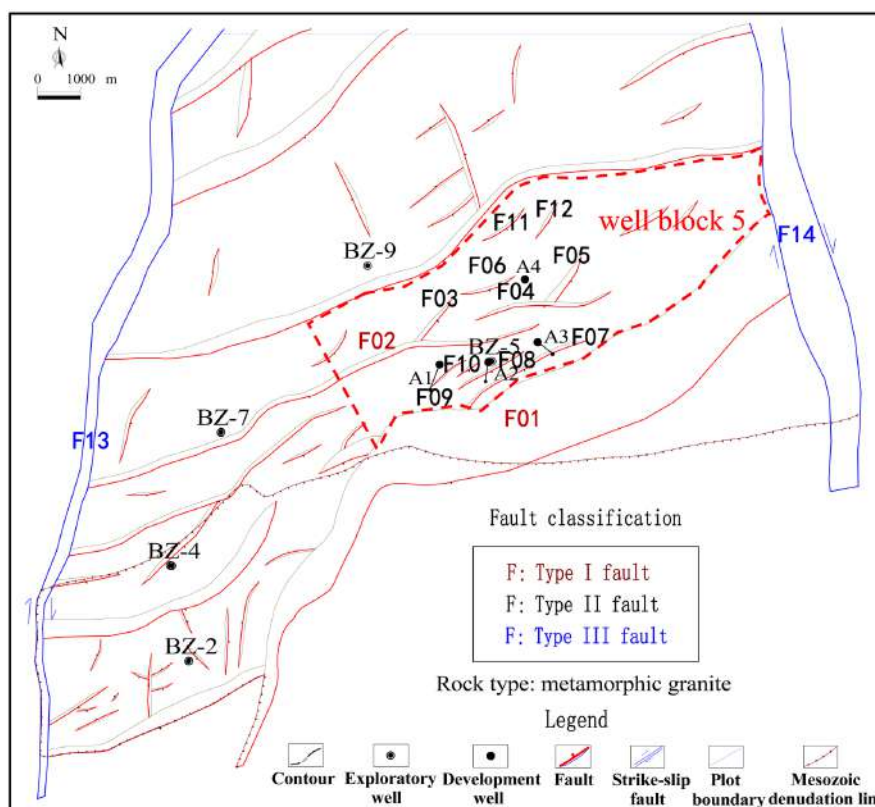 N
0 1000 m
F12
F11
well block 5
F14
BZ-9
F06
F05
A4
F04
F03
F02
A3
F07
BZ-5
F10
F08
A1
A2
F09
F01
BZ-7
F13
BZ-4
BZ-2
Fault classification
F: Type I fault
F: Type II fault
F: Type III fault
Rock type: metamorphic granite
Legend
Contour
Exploratory well
Development well
Fault
Strike-slip fault
Plot boundary
Mesozoic denudation lin